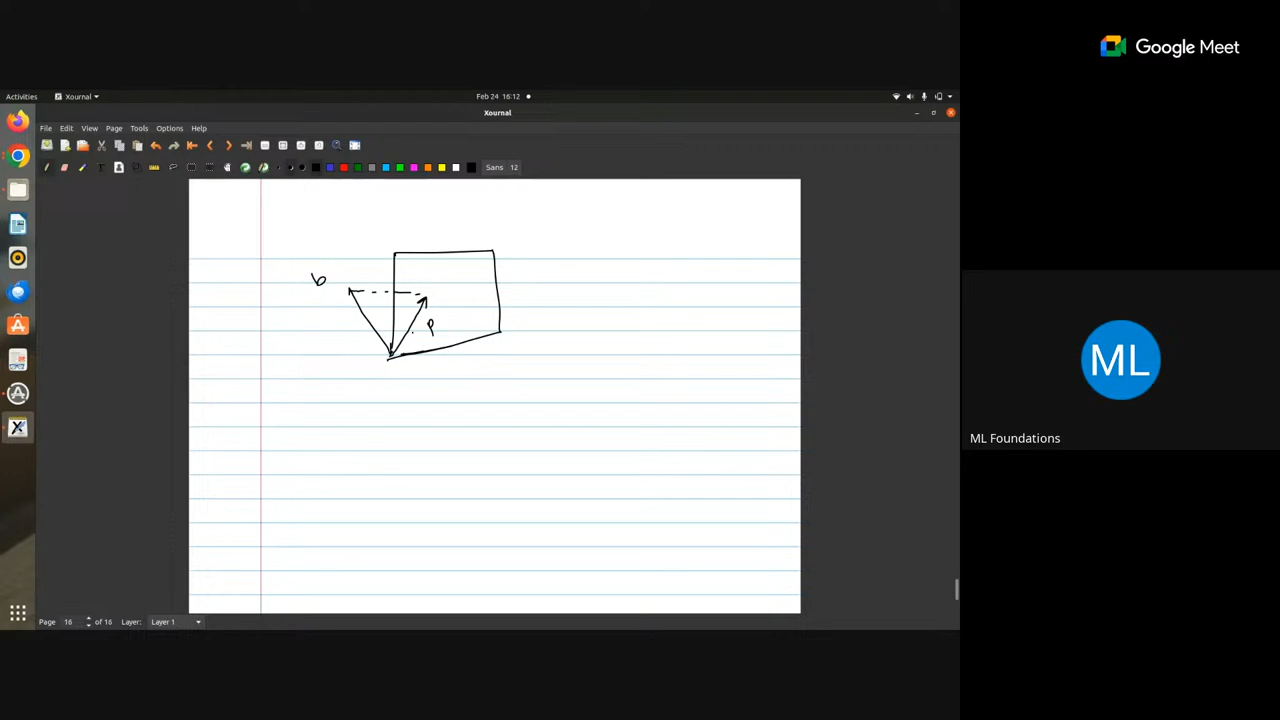 Google Meet
Activities
Xournal
Feb 24 16:12
Xournal
File Edit View Page Tools Options Help
Sans 12
b
p
ML
ML Foundations
Page 16 of 16 Layer: Layer 1